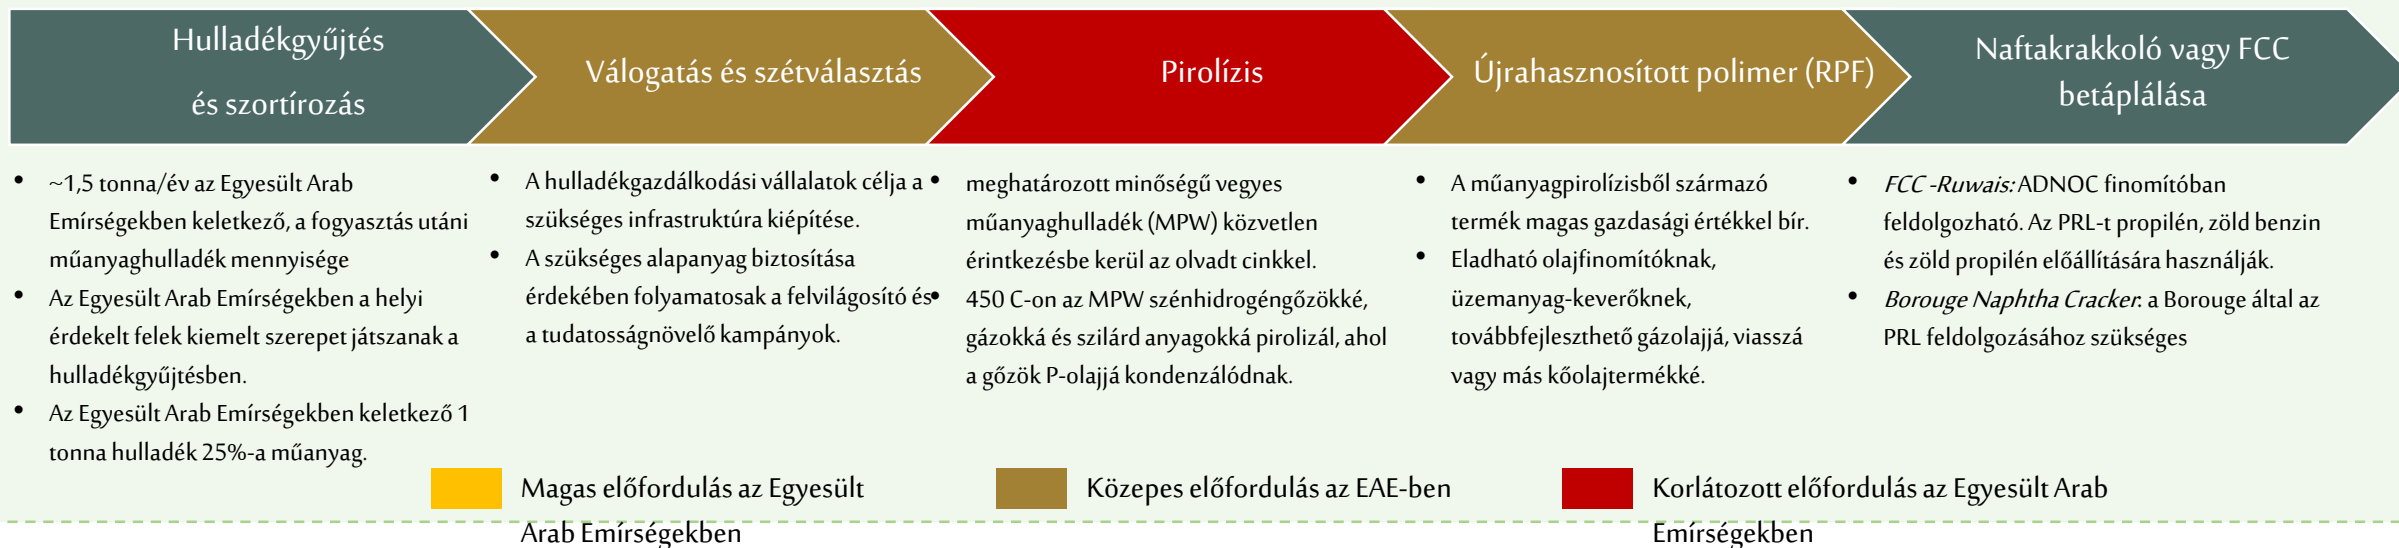 Hulladékgyűjtés
és szortírozás
Válogatás és szétválasztás
Pirolízis
Újrahasznosított polimer (RPF)
Naftakrakkoló vagy FCC
betáplálása
• ~1,5 tonna/év az Egyesült Arab
Emírségekben keletkező, a fogyasztás utáni
műanyaghulladék mennyisége
• Az Egyesült Arab Emírségekben a helyi
érdekelt felek kiemelt szerepet játszanak a
hulladékgyűjtésben.
• Az Egyesült Arab Emírségekben keletkező 1
tonna hulladék 25%-a műanyag.
• A hulladékgazdálkodási vállalatok célja a
szükséges infrastruktúra kiépítése.
• A szükséges alapanyag biztosítása
érdekében folyamatosak a felvilágosító és
a tudatosságnövelő kampányok.
• meghatározott minőségű vegyes
műanyaghulladék (MPW) közvetlen
érintkezésbe kerül az olvadt cinkkel.
• 450 C-on az MPW szénhidrogéngőzökké,
gázokká és szilárd anyagokká pirolizál, ahol
a gőzök P-olajjá kondenzálódnak.
• A műanyagpirolízisből származó
termék magas gazdasági értékkel bír.
• Eladható olajfinomítóknak,
üzemanyag-keverőknek,
továbbfejleszthető gázolajjá, viasszá
vagy más kőolajtermékké.
• FCC -Ruwais: ADNOC finomítóban
feldolgozható. Az PRL-t propilén, zöld benzin
és zöld propilén előállítására használják.
• Borouge Naphtha Cracker: a Borouge által az
PRL feldolgozásához szükséges
Magas előfordulás az Egyesült
Arab Emírségekben
Közepes előfordulás az EAE-ben
Korlátozott előfordulás az Egyesült Arab
Emírségekben